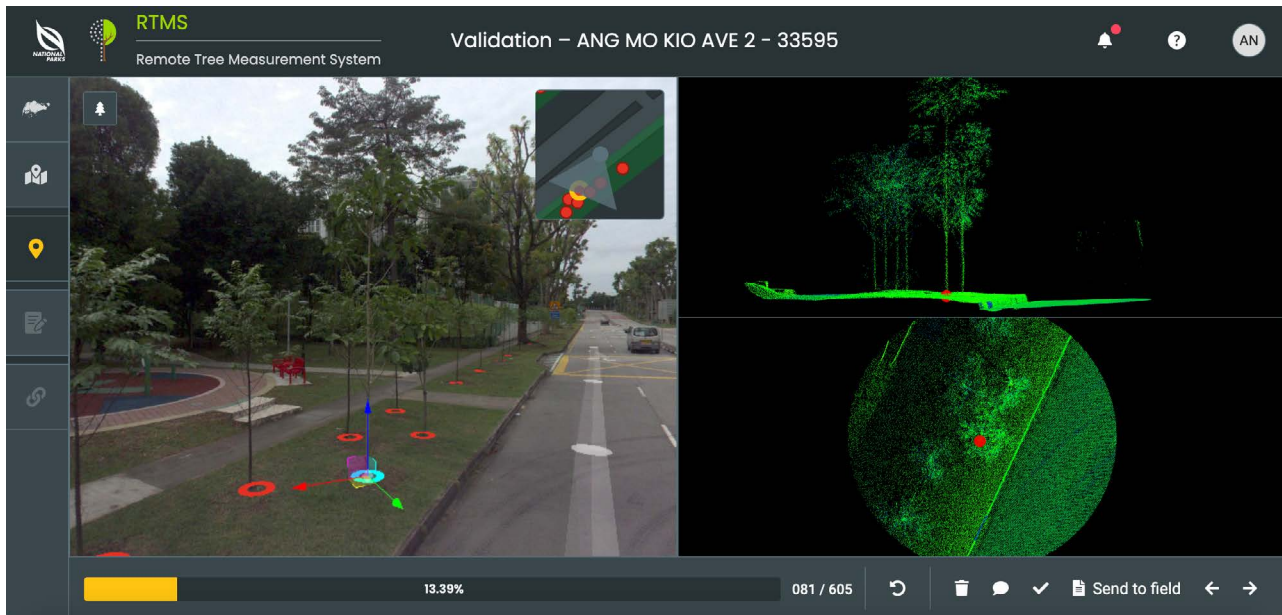 NATIONAL
PARKS
RTMS
Remote Tree Measurement System
Validation – ANG MO KIO AVE 2 - 33595
AN
13.39%
081 / 605
Send to field